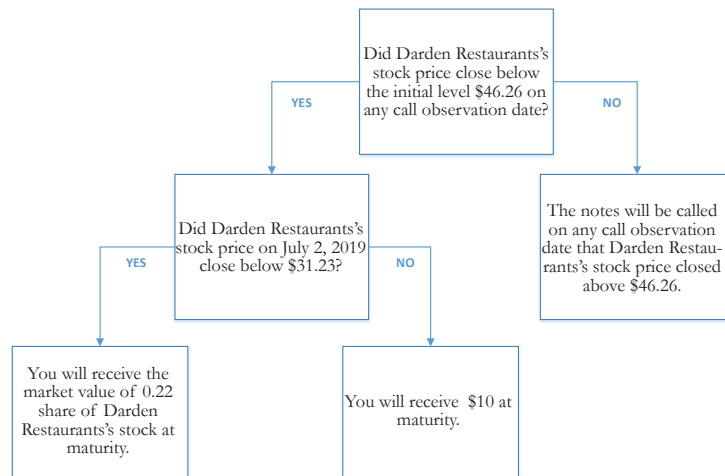 Did Darden Restaurants's
stock price close below
the initial level $46.26 on
any call observation date?
YES
NO
Did Darden Restaurants's
stock price on July 2, 2019
close below $31.23?
The notes will be called
on any call observation
date that Darden Restau-
rants's stock price closed
above $46.26.
YES
NO
You will receive the
market value of 0.22
share of Darden
Restaurants's stock at
maturity.
You will receive $10 at
maturity.